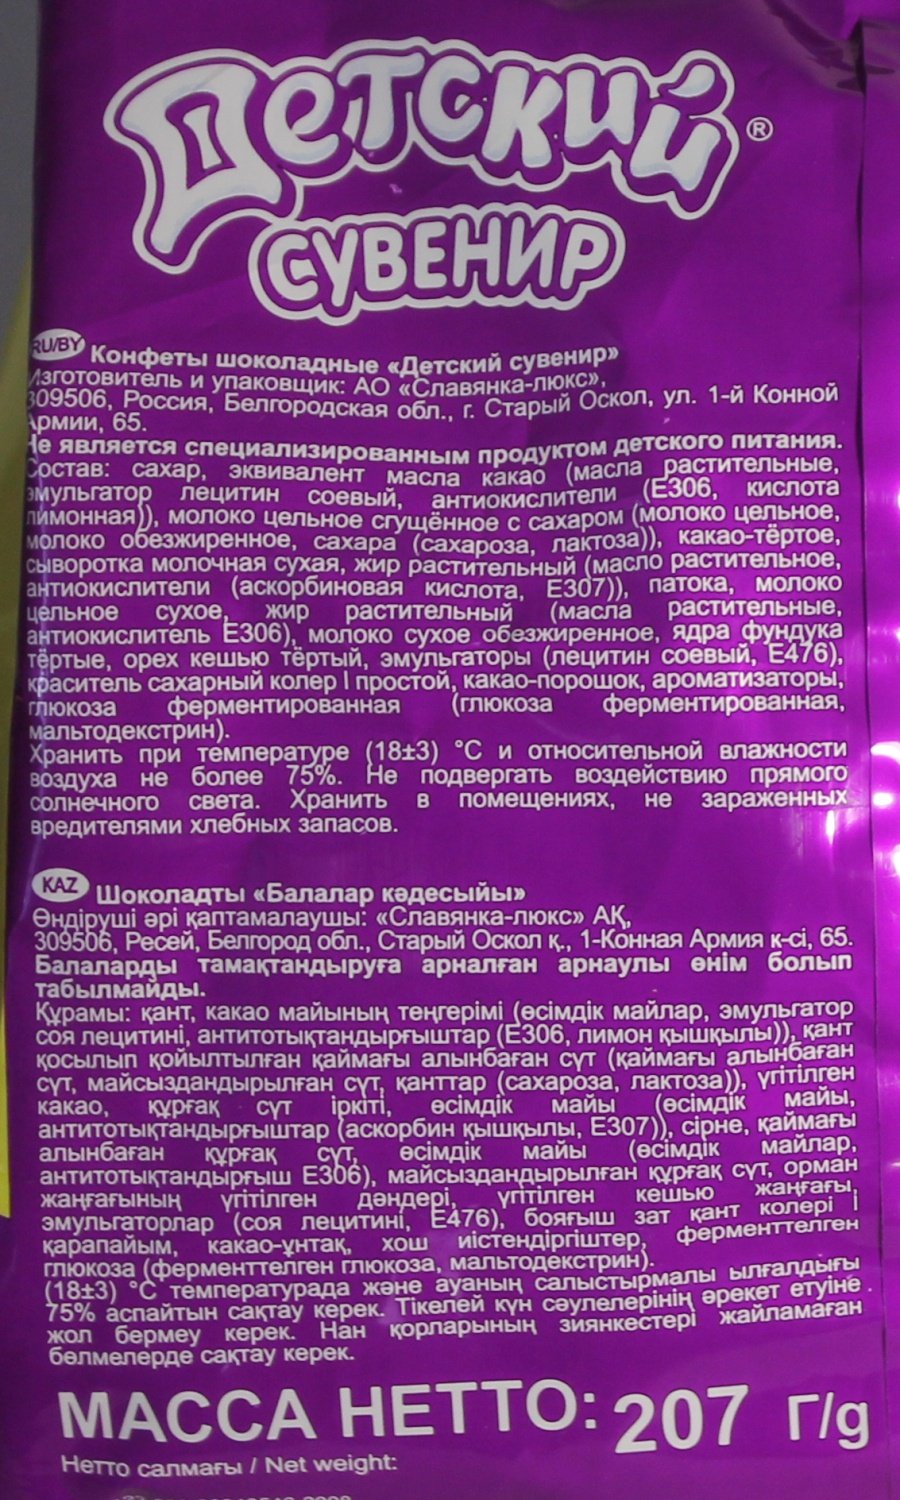 Детский®
СУВЕНИР
RU/BY Конфеты шоколадные «Детский сувенир»
Изготовитель и упаковщик: АО «Славянка-люкс»,
309506, Россия, Белгородская обл., г. Старый Оскол, ул. 1-й Конной
Армии, 65.
Не является специализированным продуктом детского питания.
Состав: сахар, эквивалент масла какао (масла растительные,
эмульгатор лецитин соевый, антиокислители (Е306, кислота
лимонная)), молоко цельное сгущённое с сахаром (молоко цельное,
молоко обезжиренное, сахара (сахароза, лактоза)), какао-тёртое,
сыворотка молочная сухая, жир растительный (масло растительное,
антиокислители (аскорбиновая кислота, Е307)), патока, молоко
цельное сухое, жир растительный (масла растительные,
антиокислитель Е306), молоко сухое обезжиренное, ядра фундука
тёртые, орех кешью тёртый, эмульгаторы (лецитин соевый, Е476),
краситель сахарный колер I простой, какао-порошок, ароматизаторы,
глюкоза ферментированная (глюкоза ферментированная,
мальтодекстрин).
Хранить при температуре (18±3) °С и относительной влажности
воздуха не более 75%. Не подвергать воздействию прямого
солнечного света. Хранить в помещениях, не зараженных
вредителями хлебных запасов.
KAZ Шоколадты «Балалар кәдесыйы»
Өндіруші әрі қаптамалаушы: «Славянка-люкс» АҚ,
309506, Ресей, Белгород обл., Старый Оскол қ., 1-Конная Армия к-сі, 65.
Балаларды тамақтандыруға арналған арнаулы өнім болып
табылмайды.
Құрамы: қант, какао майының теңгерімі (өсімдік майлар, эмульгатор
соя лецитині, антитотықтандырғыштар (Е306, лимон қышқылы)), қант
қосылып қойылтылған қаймағы алынбаған сүт (қаймағы алынбаған
сүт, майсыздандырылған сүт, қанттар (сахароза, лактоза)), үгітілген
какао, құрғақ сүт іркіті, өсімдік майы (өсімдік майы,
антитотықтандырғыштар (аскорбин қышқылы, Е307)), сірне, қаймағы
алынбаған құрғақ сүт, өсімдік майы (өсімдік майлар,
антитотықтандырғыш Е306), майсыздандырылған құрғақ сүт, орман
жаңғағының үгітілген дәндері, үгітілген кешью жаңғағы,
эмульгаторлар (соя лецитині, Е476), бояғыш зат қант колері I
қарапайым, какао-ұнтақ, хош иістендіргіштер, ферменттелген
глюкоза (ферменттелген глюкоза, мальтодекстрин).
(18±3) °С температурада және ауаның салыстырмалы ылғалдығы
75% аспайтын сақтау керек. Тікелей күн сәулелерінің әрекет етуіне
жол бермеу керек. Нан қорларының зиянкестері жайламаған
бөлмелерде сақтау керек.
МАССА НЕТТО: 207 Г/g
Нетто салмағы / Net weight: